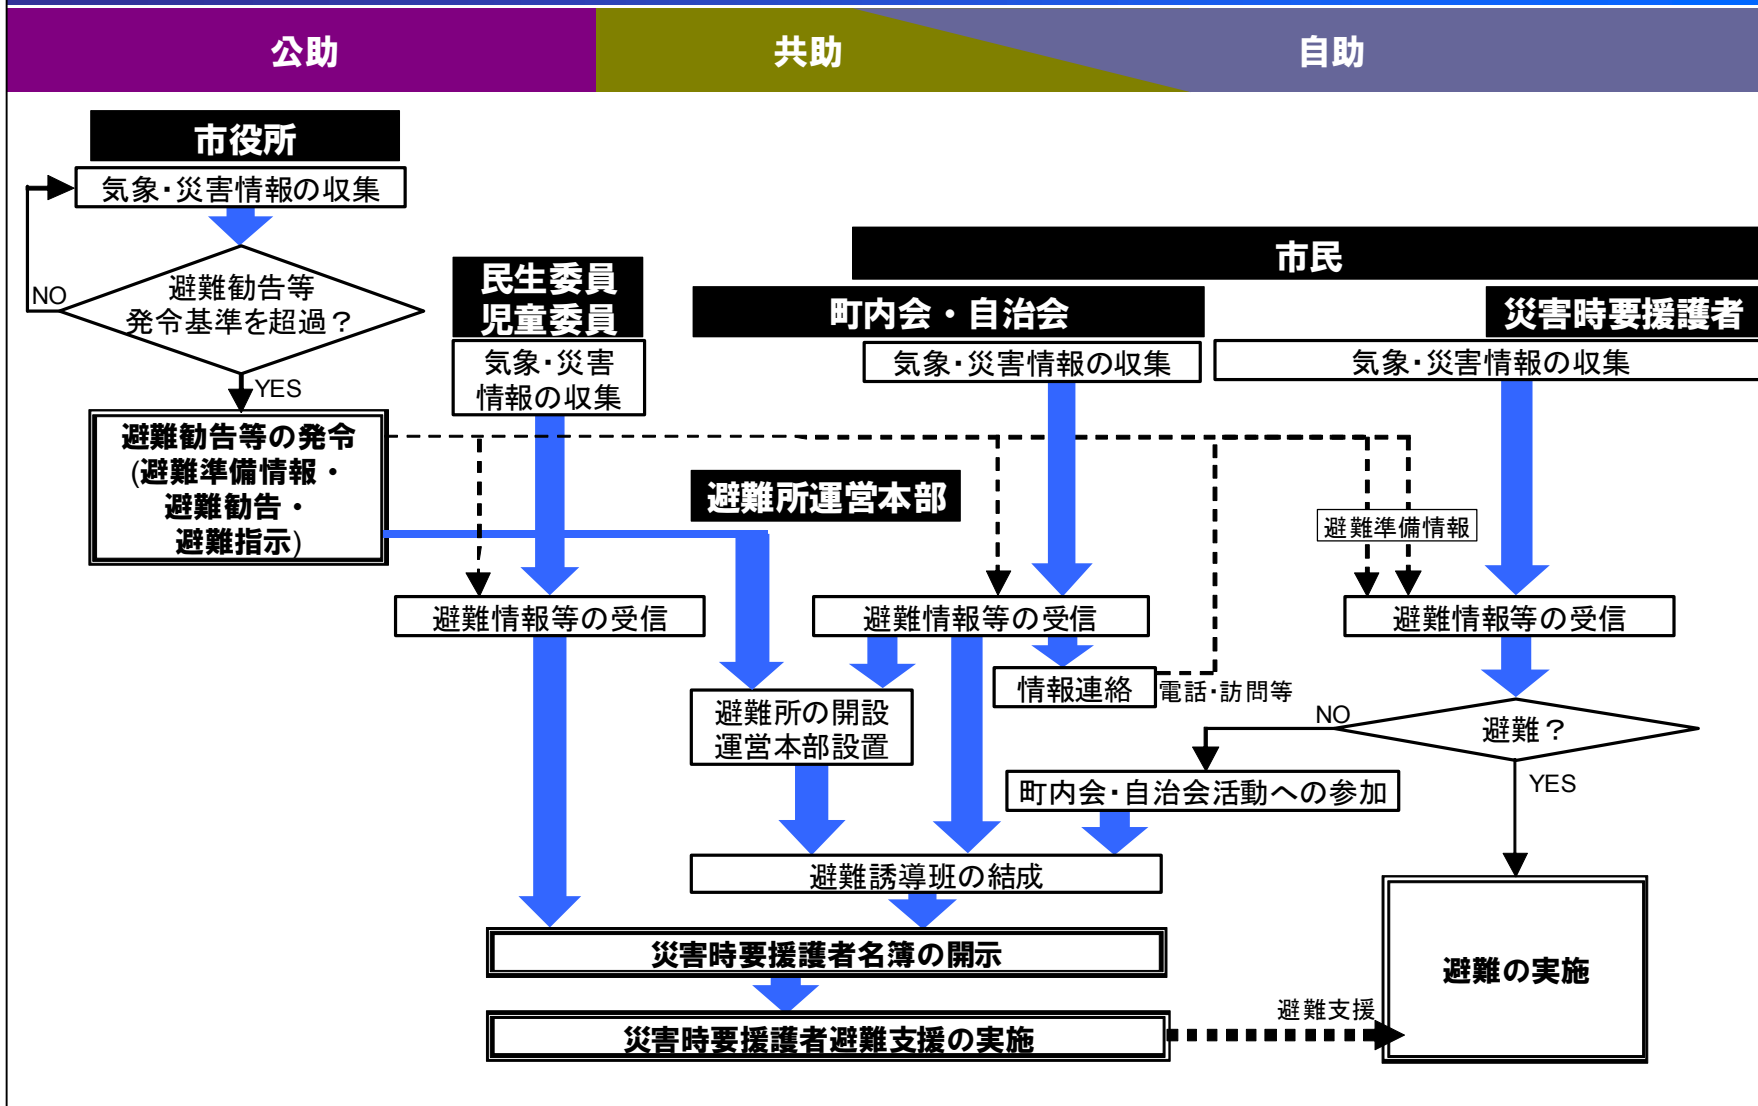 公助
共助
自助
市役所
気象・災害情報の収集
避難勧告等
発令基準を超過？
NO
YES
避難勧告等の発令
(避難準備情報・
避難勧告・
避難指示)
民生委員
児童委員
気象・災害
情報の収集
避難情報等の受信
市民
町内会・自治会
気象・災害情報の収集
災害時要援護者
気象・災害情報の収集
避難所運営本部
避難準備情報
避難情報等の受信
避難情報等の受信
情報連絡
電話・訪問等
避難所の開設
運営本部設置
避難？
NO
YES
町内会・自治会活動への参加
避難誘導班の結成
災害時要援護者名簿の開示
災害時要援護者避難支援の実施
避難支援
避難の実施